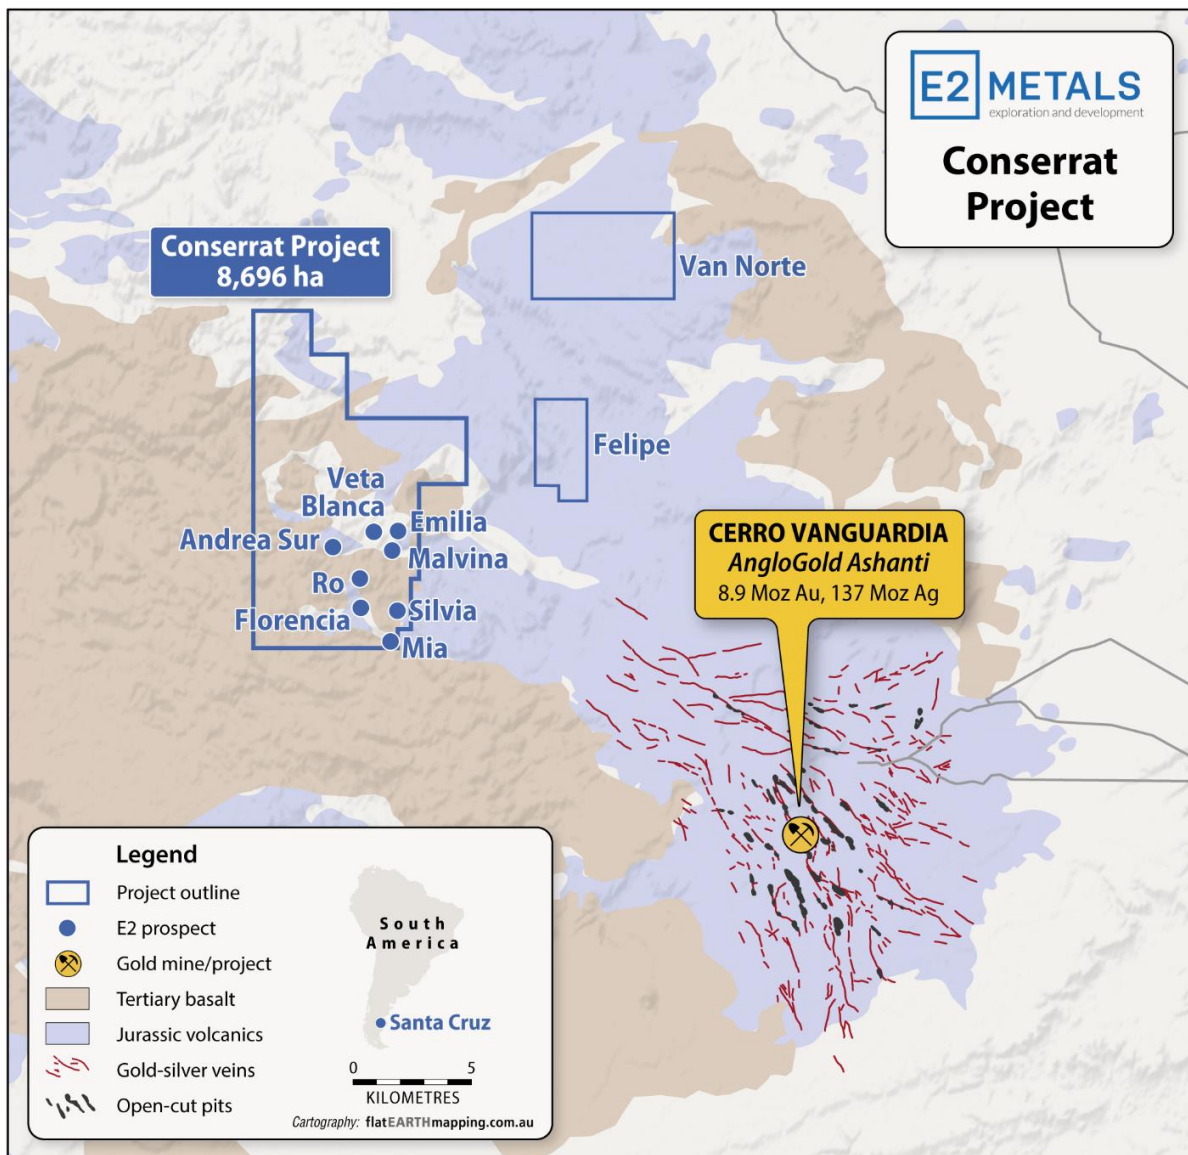 E2 METALS
exploration and development
Conserrat
Project
Conserrat Project
8,696 ha
Van Norte
Felipe
Veta
Blanca
Emilia
Andrea Sur
Malvina
Ro
Florencia
Silvia
Mia
CERRO VANGUARDIA
AngloGold Ashanti
8.9 Moz Au, 137 Moz Ag
Legend
Project outline
E2 prospect
Gold mine/project
Tertiary basalt
Jurassic volcanics
Gold-silver veins
Open-cut pits
South
America
Santa Cruz
0 5
KILOMETRES
Cartography: flatEARTHmapping.com.au